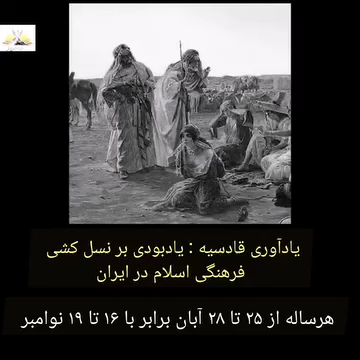 یادآوری قادسیه : یادبودی بر نسل کشی
فرهنگی اسلام در ایران
هرساله از ۲۵ تا ۲۸ آبان برابر با ۱۶ تا ۱۹ نوامبر